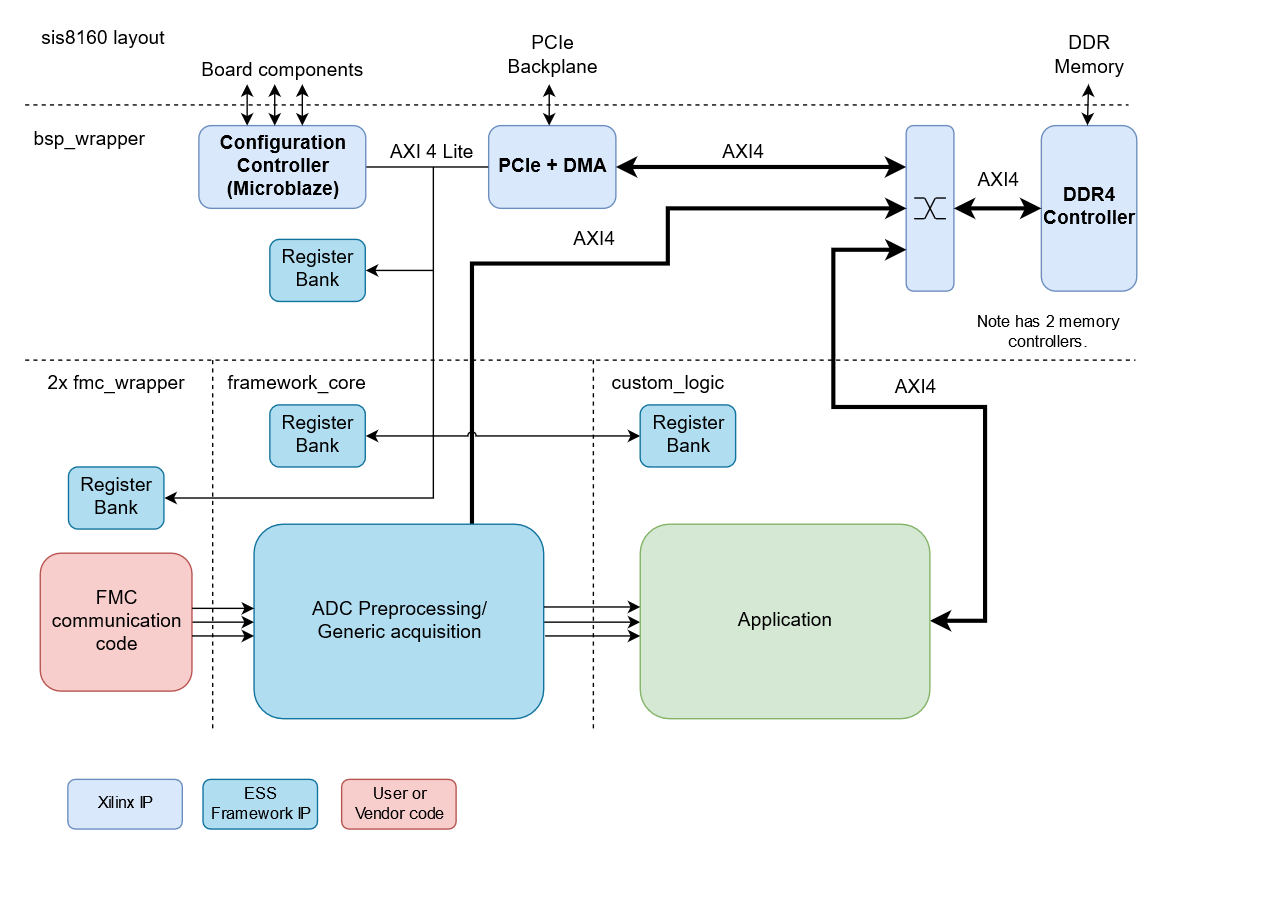 sis8160 layout
Board components
PCIe
Backplane
DDR
Memory
bsp_wrapper
Configuration
Controller
(Microblaze)
AXI 4 Lite
PCIe + DMA
AXI4
AXI4
DDR4
Controller
Register
Bank
AXI4
Note has 2 memory
controllers.
2x fmc_wrapper
framework_core
custom_logic
AXI4
Register
Bank
Register
Bank
Register
Bank
FMC
communication
code
ADC Preprocessing/
Generic acquisition
Application
Xilinx IP
ESS
Framework IP
User or
Vendor code